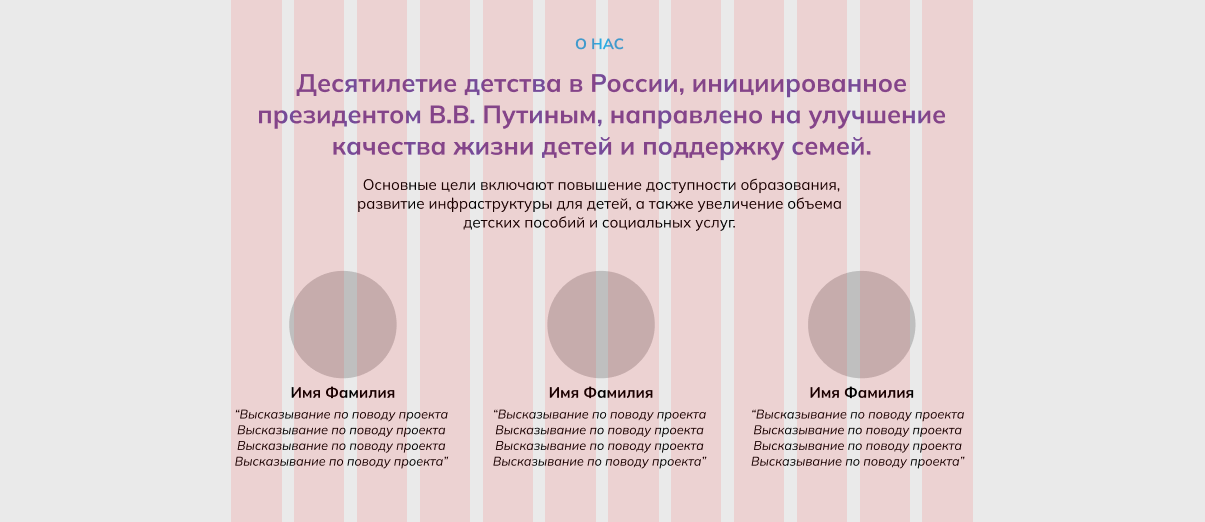 О НАС
Десятилетие детства в России, инициированное
президентом В.В. Путиным, направлено на улучшение
качества жизни детей и поддержку семей.
Основные цели включают повышение доступности образования,
развитие инфраструктуры для детей, а также увеличение объема
детских пособий и социальных услуг.
Имя Фамилия
“Высказывание по поводу проекта
Высказывание по поводу проекта
Высказывание по поводу проекта
Высказывание по поводу проекта”
Имя Фамилия
“Высказывание по поводу проекта
Высказывание по поводу проекта
Высказывание по поводу проекта
Высказывание по поводу проекта”
Имя Фамилия
“Высказывание по поводу проекта
Высказывание по поводу проекта
Высказывание по поводу проекта
Высказывание по поводу проекта”